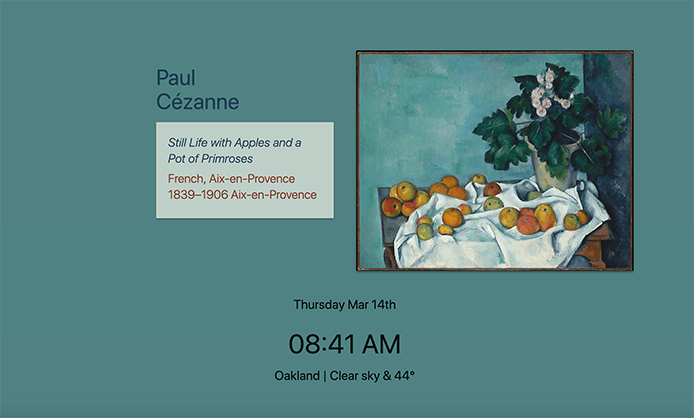 Paul
Cézanne
Still Life with Apples and a
Pot of Primroses
French, Aix-en-Provence
1839–1906 Aix-en-Provence
Thursday Mar 14th
08:41 AM
Oakland | Clear sky & 44°